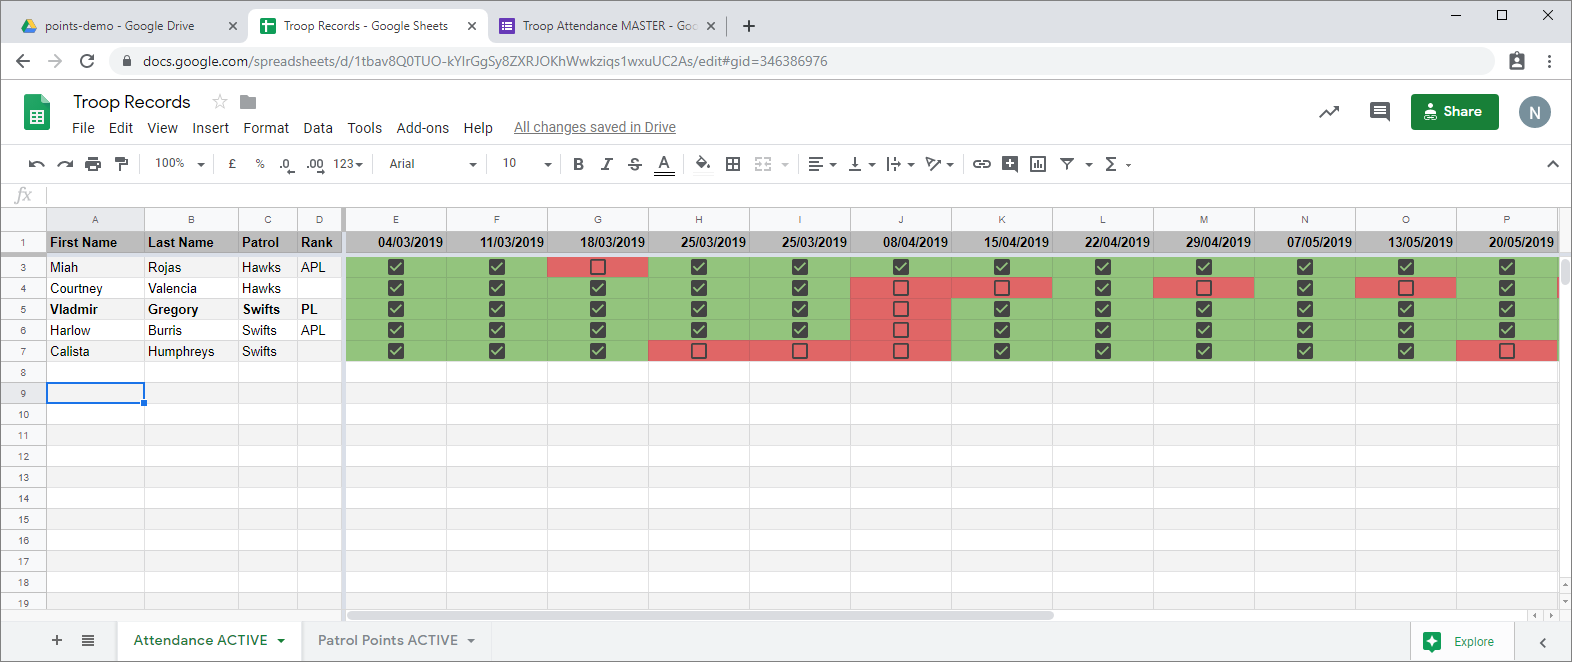 points-demo - Google Drive
Troop Records - Google Sheets
Troop Attendance MASTER - Goo
docs.google.com/spreadsheets/d/1tbav8Q0TUO-kYIrGgSy8ZXRJOKhWwkziqs1wxuUC2As/edit#gid=346386976
Troop Records
File Edit View Insert Format Data Tools Add-ons Help All changes saved in Drive
Share
N
100% £ % .0 .00 123 Arial 10 B I S A Σ
fx
A B C D E F G H I J K L M N O P
1 First Name Last Name Patrol Rank 04/03/2019 11/03/2019 18/03/2019 25/03/2019 25/03/2019 08/04/2019 15/04/2019 22/04/2019 29/04/2019 07/05/2019 13/05/2019 20/05/2019
3 Miah Rojas Hawks APL
4 Courtney Valencia Hawks
5 Vladmir Gregory Swifts PL
6 Harlow Burris Swifts APL
7 Calista Humphreys Swifts
8
9
10
11
12
13
14
15
16
17
18
19
Attendance ACTIVE
Patrol Points ACTIVE
Explore